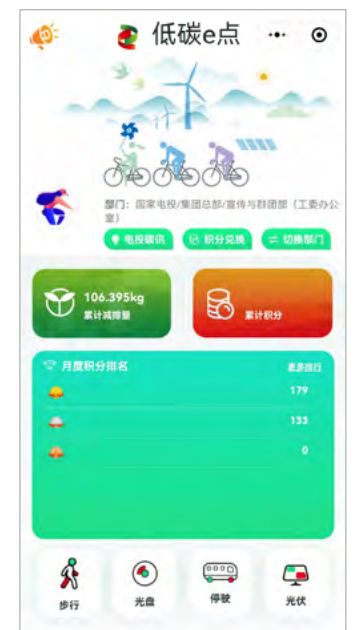 低碳e点
部门：国家电投/集团总部/宣传与群团部（工委办公
室）
电投碳讯
积分兑换
切换部门
106.395kg
累计减排量
累计积分
月度积分排名
更多排行
179
133
0
步行
光盘
停驶
光伏